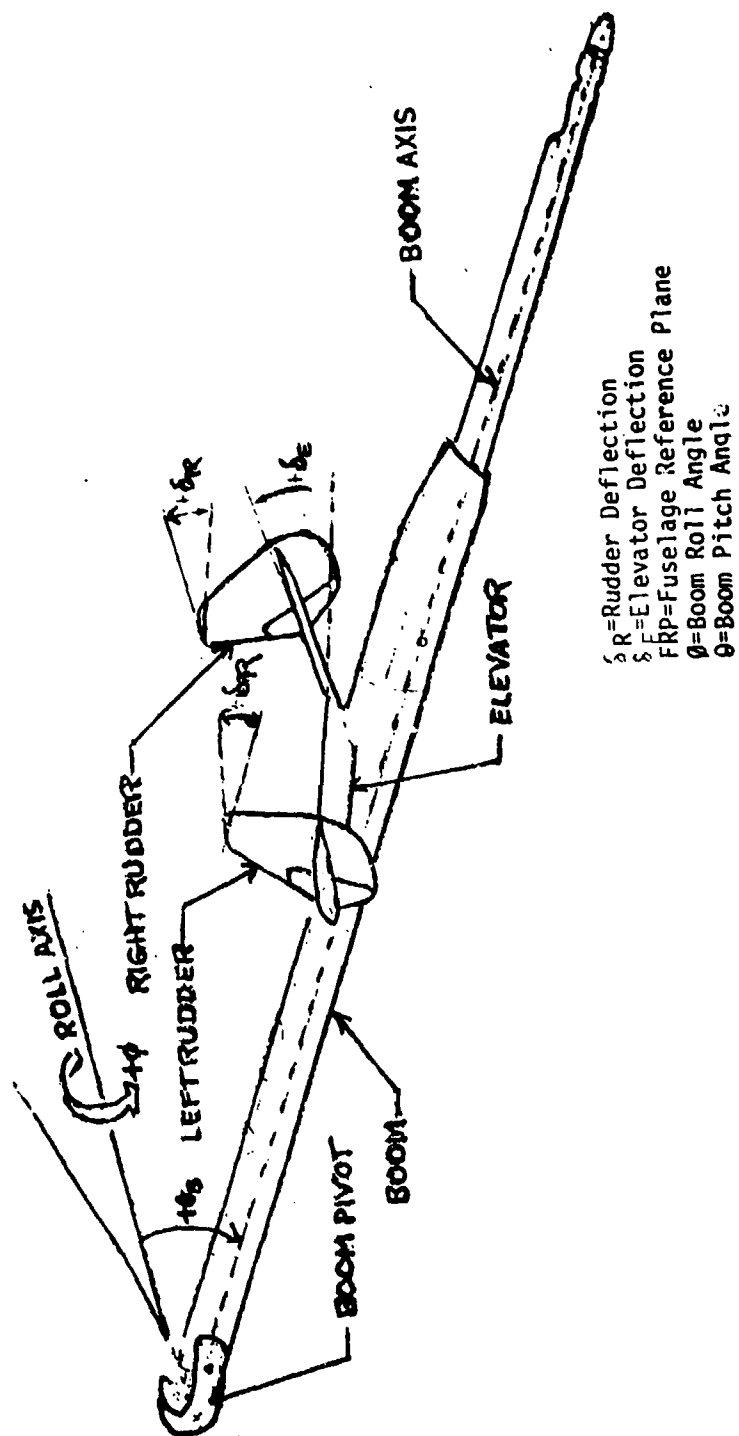 ROLL AXIS
+ϕ
RIGHT RUDDER
LEFT RUDDER
+θB
BOOM PIVOT
BOOM
+δR
+δR
+δE
ELEVATOR
BOOM AXIS
δR=Rudder Deflection
δE=Elevator Deflection
FRP=Fuselage Reference Plane
Ø=Boom Roll Angle
θ=Boom Pitch Angle